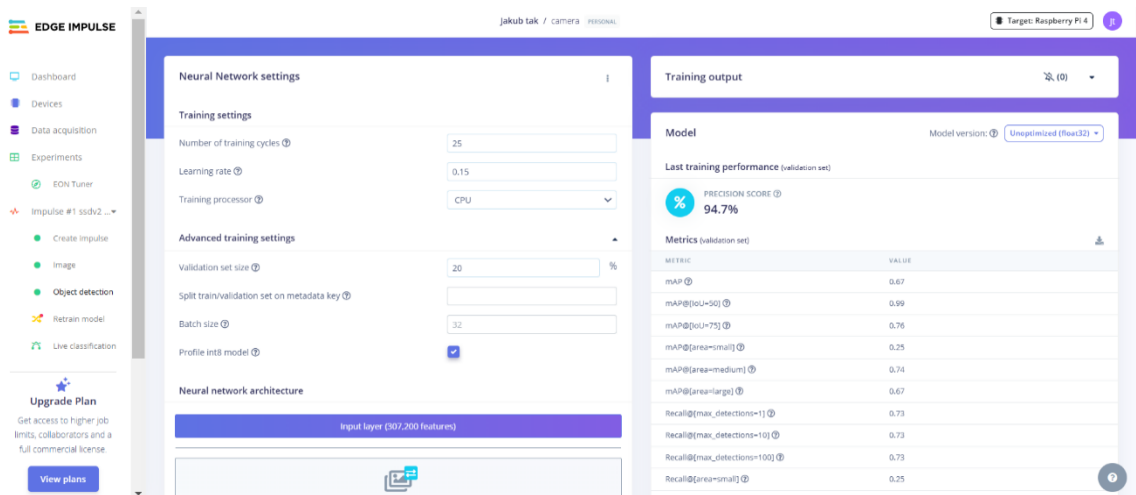 EDGE IMPULSE
Jakub tak / camera PERSONAL
Target: Raspberry Pi 4
jt
Dashboard
Devices
Data acquisition
Experiments
EON Tuner
Impulse #1 ssdv2 ...
Create impulse
Image
Object detection
Retrain model
Live classification
Upgrade Plan
Get access to higher job
limits, collaborators and a
full commercial license.
View plans
Neural Network settings
Training settings
Number of training cycles ?
25
Learning rate ?
0.15
Training processor ?
CPU
Advanced training settings
Validation set size ?
20
%
Split train/validation set on metadata key ?
Batch size ?
32
Profile int8 model ?
Neural network architecture
Input layer (307,200 features)
Training output
(0)
Model
Model version: ? Unoptimized (float32)
Last training performance (validation set)
%
PRECISION SCORE ?
94.7%
Metrics (validation set)
METRIC VALUE
mAP ? 0.67
mAP@[IoU=50] ? 0.99
mAP@[IoU=75] ? 0.76
mAP@[area=small] ? 0.25
mAP@[area=medium] ? 0.74
mAP@[area=large] ? 0.67
Recall@[max_detections=1] ? 0.73
Recall@[max_detections=10] ? 0.73
Recall@[max_detections=100] ? 0.73
Recall@[area=small] ? 0.25
?